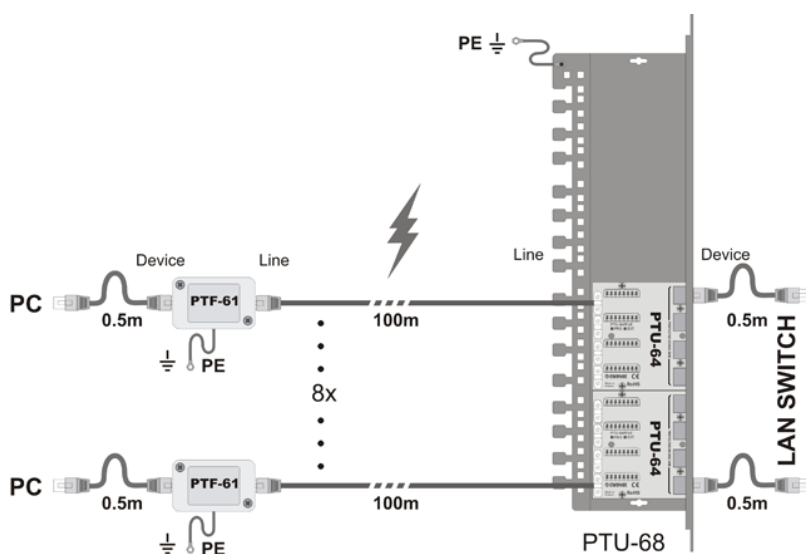 PE
Device
Line
Line
Device
PC
PTF-61
0.5m
100m
PTU-64
0.5m
PE
8x
LAN SWITCH
PTU-64
PC
PTF-61
0.5m
100m
0.5m
PE
PTU-68